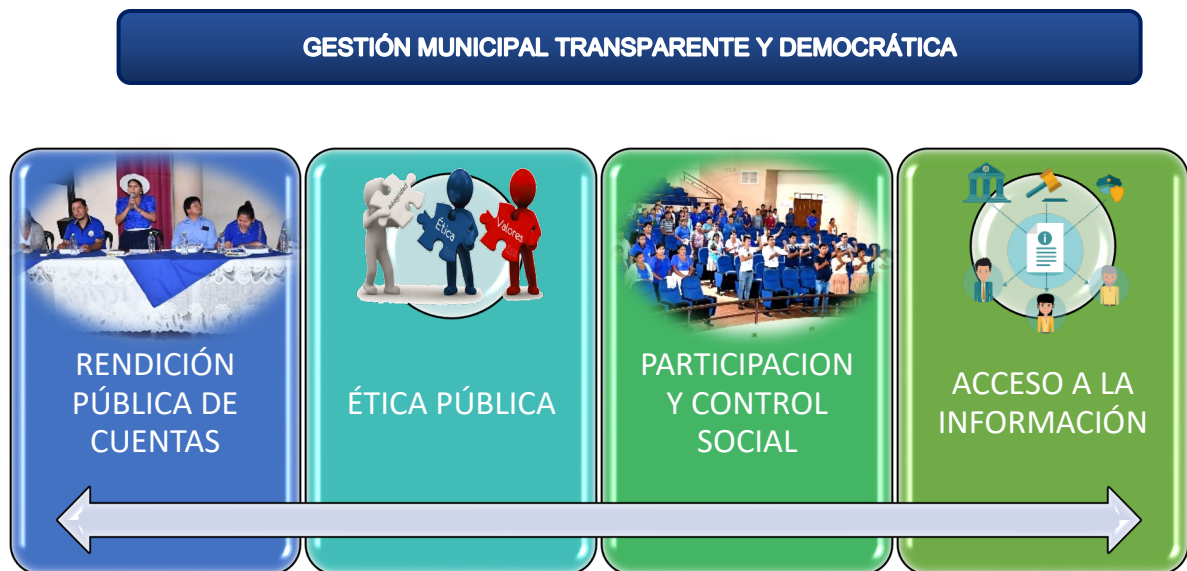 GESTIÓN MUNICIPAL TRANSPARENTE Y DEMOCRÁTICA
Ética
Valores
RENDICIÓN
PÚBLICA DE
CUENTAS
ÉTICA PÚBLICA
PARTICIPACION
Y CONTROL
SOCIAL
ACCESO A LA
INFORMACIÓN